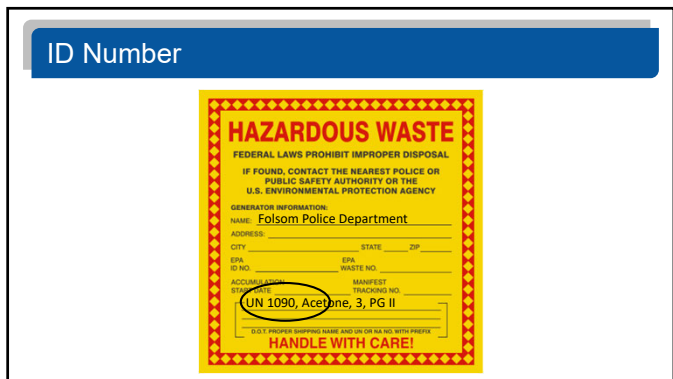 ID Number
HAZARDOUS WASTE
FEDERAL LAWS PROHIBIT IMPROPER DISPOSAL
IF FOUND, CONTACT THE NEAREST POLICE OR
PUBLIC SAFETY AUTHORITY OR THE
U.S. ENVIRONMENTAL PROTECTION AGENCY
GENERATOR INFORMATION:
NAME: Folsom Police Department
ADDRESS:
CITY STATE ZIP
EPA EPA
ID NO. WASTE NO.
ACCUMULATION MANIFEST
START DATE TRACKING NO.
UN 1090, Acetone, 3, PG II
D.O.T. PROPER SHIPPING NAME AND UN OR NA NO. WITH PREFIX
HANDLE WITH CARE!